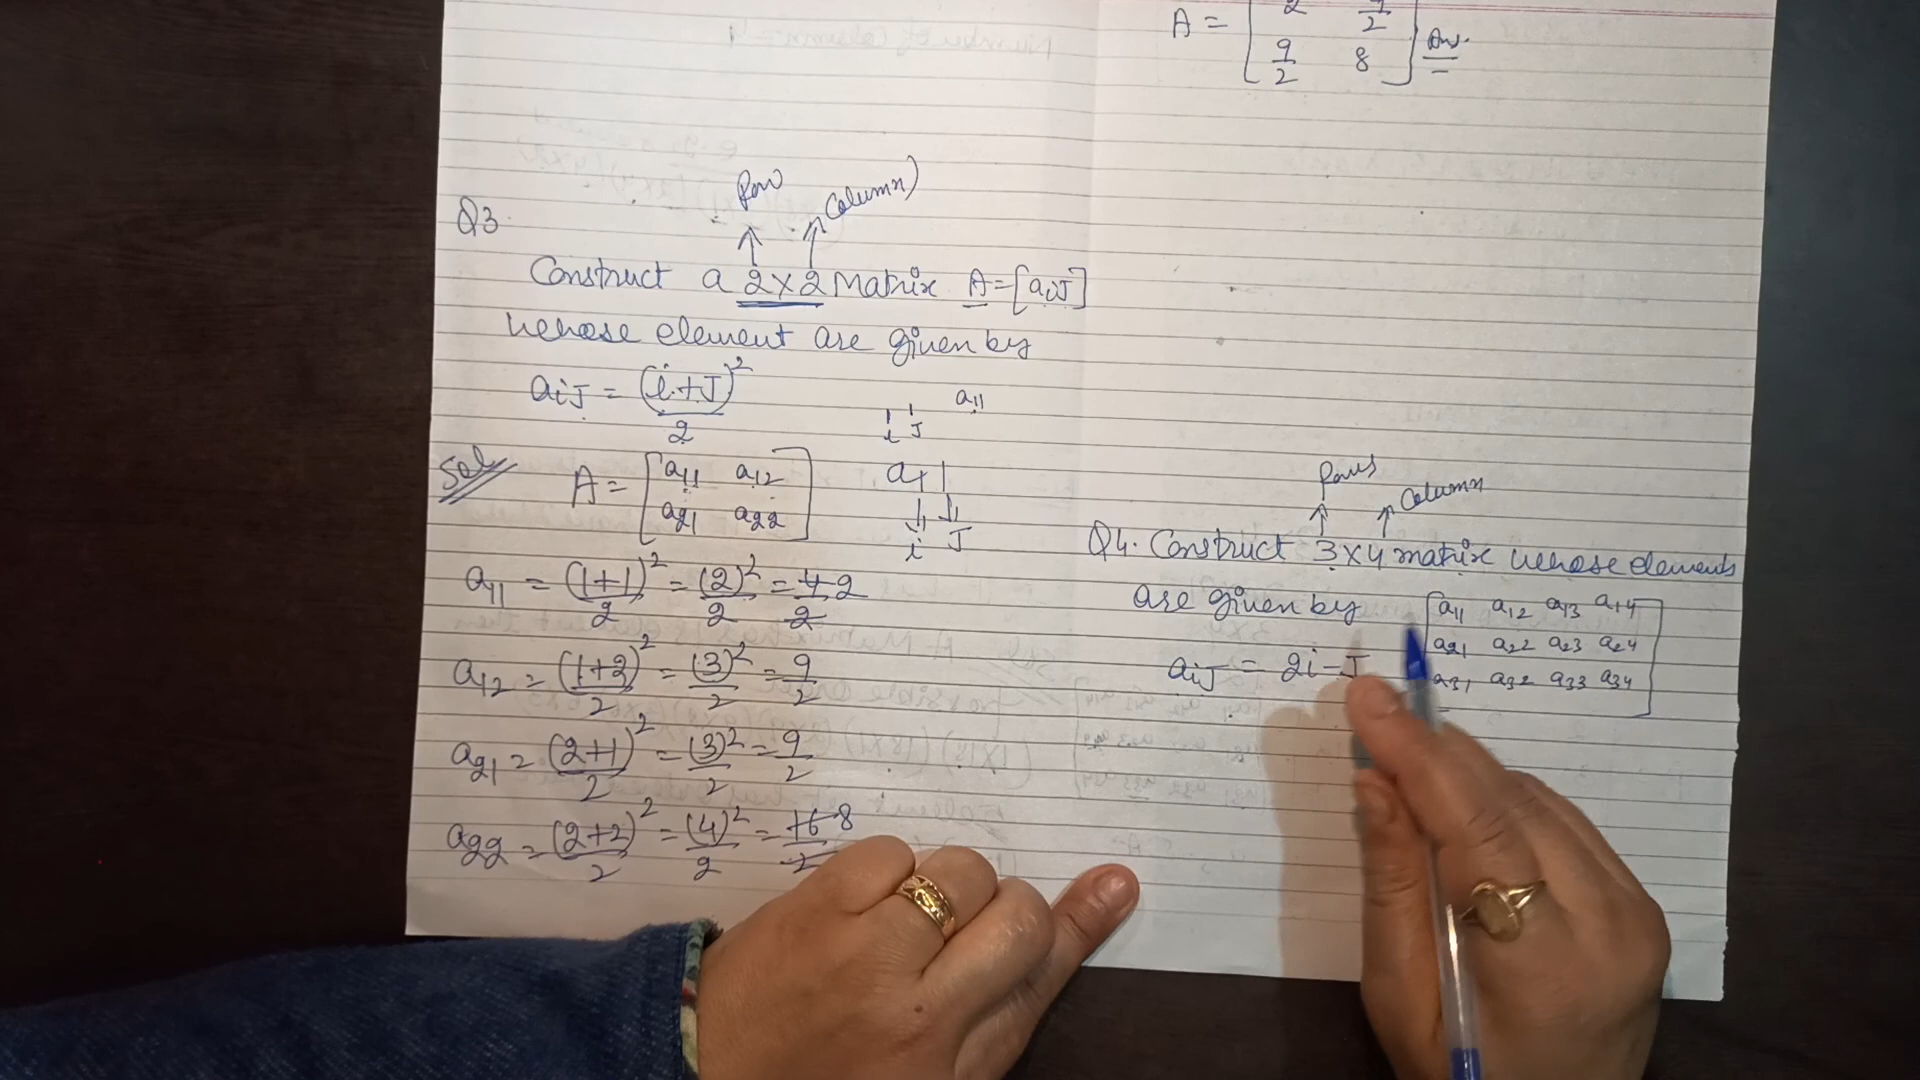 A = [ 2 9/2
9/2 8 ] Ans.
Row Column
Q3.
Construct a 2×2 Matrix A=[aiJ]
whose element are given by
aiJ = (i+J)²/2
a11
i J
Sol A = [ a11 a12
a21 a22 ]
a11
i J
a11 = (1+1)²/2 = (2)²/2 = 4/2 2
a12 = (1+2)²/2 = (3)²/2 = 9/2
a21 = (2+1)²/2 = (3)²/2 = 9/2
a22 = (2+2)²/2 = (4)²/2 = 16/2 8
Rows Column
Q4. Construct 3×4 matrix whose elements
are given by
aiJ = 2i-J
[ a11 a12 a13 a14
a21 a22 a23 a24
a31 a32 a33 a34 ]